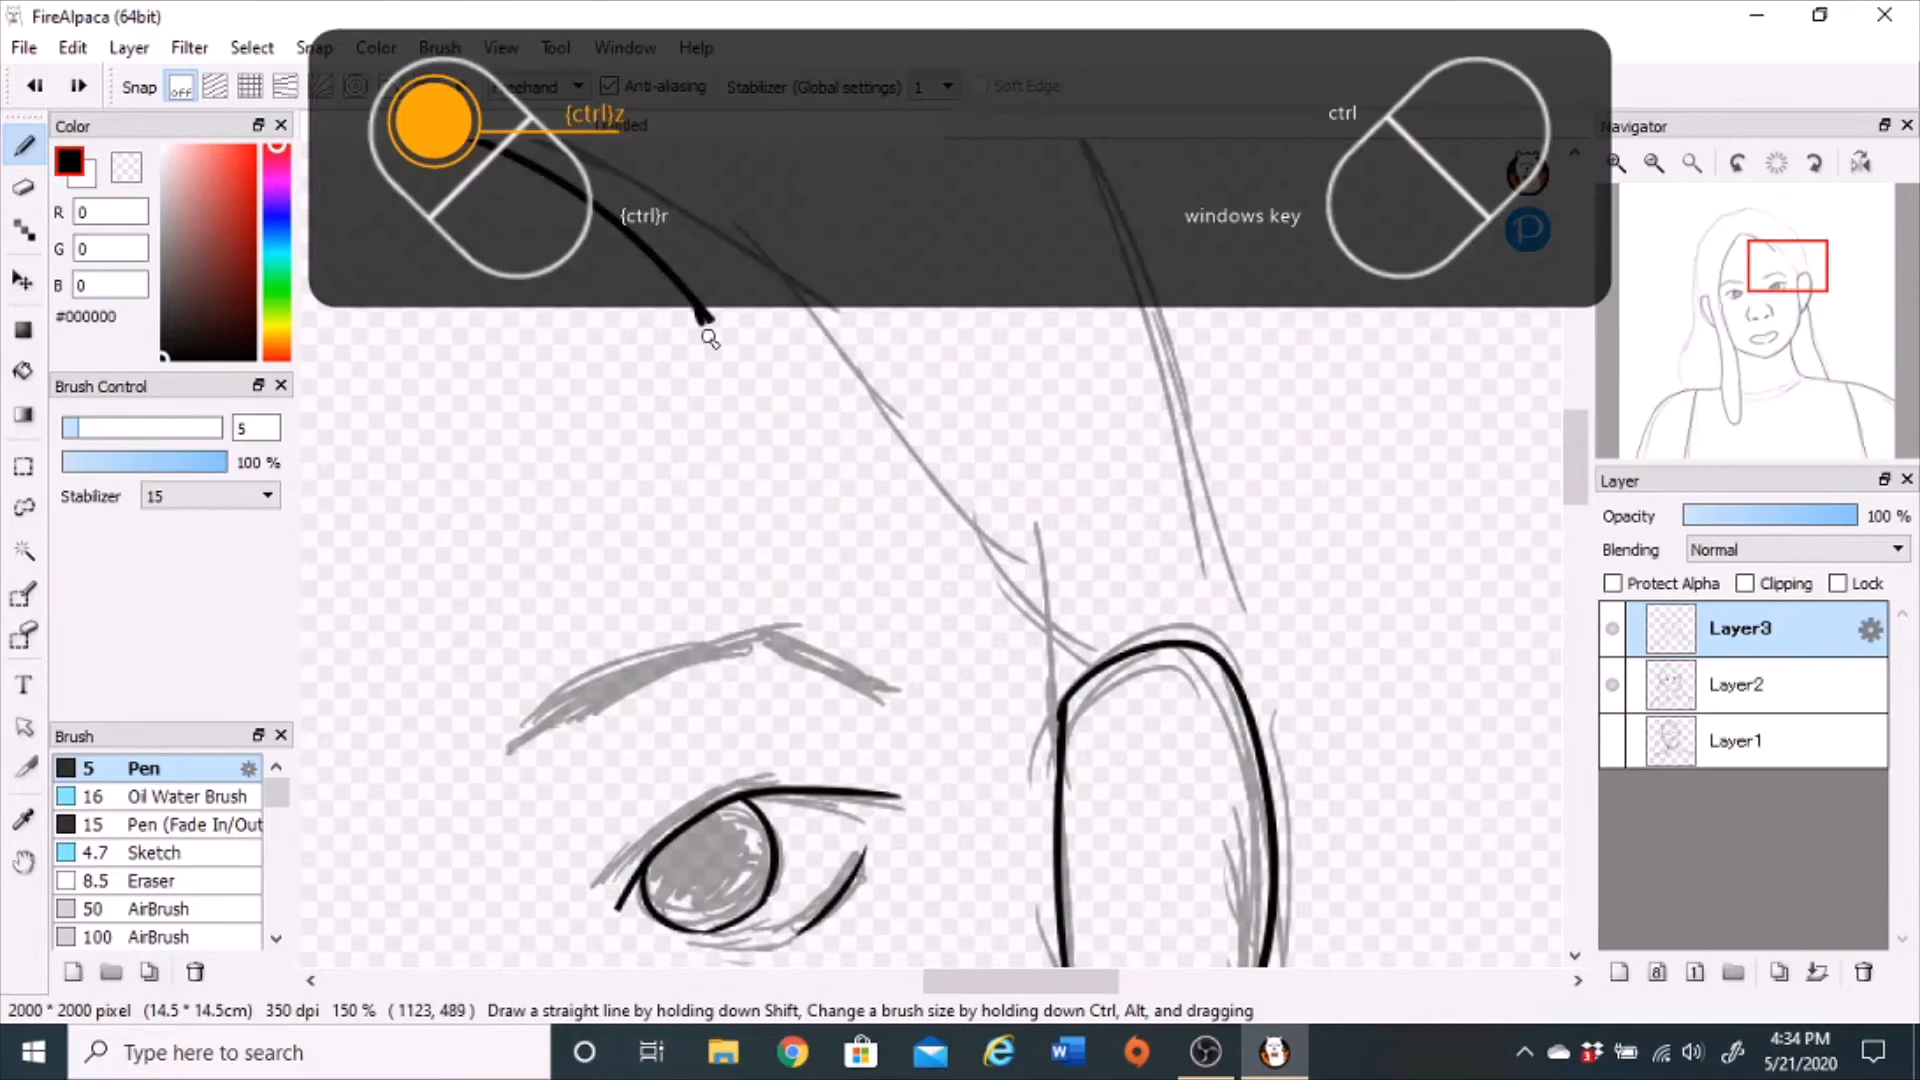 FireAlpaca (64bit)
File Edit Layer Filter Select Snap Color Brush View Tool Window Help
Snap off Anti-aliasing Stabilizer (Global settings) 1 Soft Edge
{ctrl}z
{ctrl}r
ctrl
windows key
Color
R 0
G 0
B 0
#000000
Brush Control
5
100 %
Stabilizer 15
Brush
5 Pen
16 Oil Water Brush
15 Pen (Fade In/Out
4.7 Sketch
8.5 Eraser
50 AirBrush
100 AirBrush
Navigator
Layer
Opacity 100 %
Blending Normal
Protect Alpha Clipping Lock
Layer3
Layer2
Layer1
2000 * 2000 pixel (14.5 * 14.5cm) 350 dpi 150 % ( 1123, 489 ) Draw a straight line by holding down Shift, Change a brush size by holding down Ctrl, Alt, and dragging
Type here to search
4:34 PM
5/21/2020